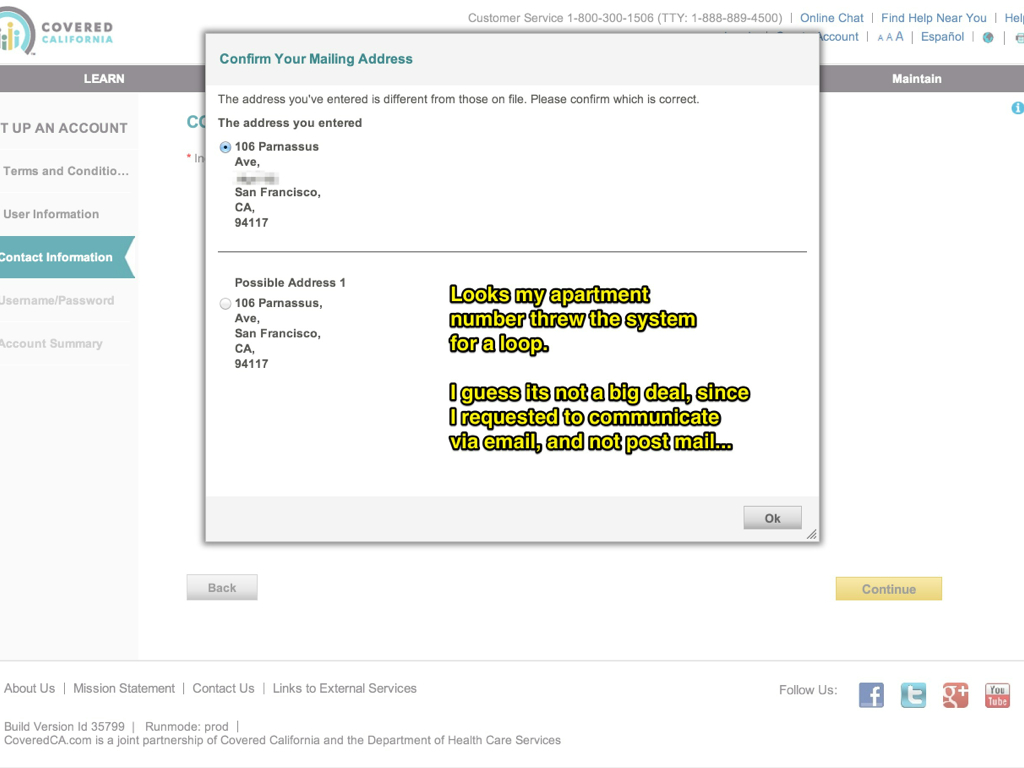 COVERED
CALIFORNIA
Customer Service 1-800-300-1506 (TTY: 1-888-889-4500) | Online Chat | Find Help Near You |
Account | A A A | Español |
LEARN
Maintain
Confirm Your Mailing Address
The address you've entered is different from those on file. Please confirm which is correct.
The address you entered
106 Parnassus
Ave,
San Francisco,
CA,
94117
Possible Address 1
106 Parnassus,
Ave,
San Francisco,
CA,
94117
Looks my apartment
number threw the system
for a loop.
I guess its not a big deal, since
I requested to communicate
via email, and not post mail...
Ok
T UP AN ACCOUNT
Terms and Conditio...
User Information
Contact Information
Username/Password
Account Summary
* In
Back
Continue
About Us | Mission Statement | Contact Us | Links to External Services
Follow Us:
You
Tube
Build Version Id 35799 | Runmode: prod |
CoveredCA.com is a joint partnership of Covered California and the Department of Health Care Services